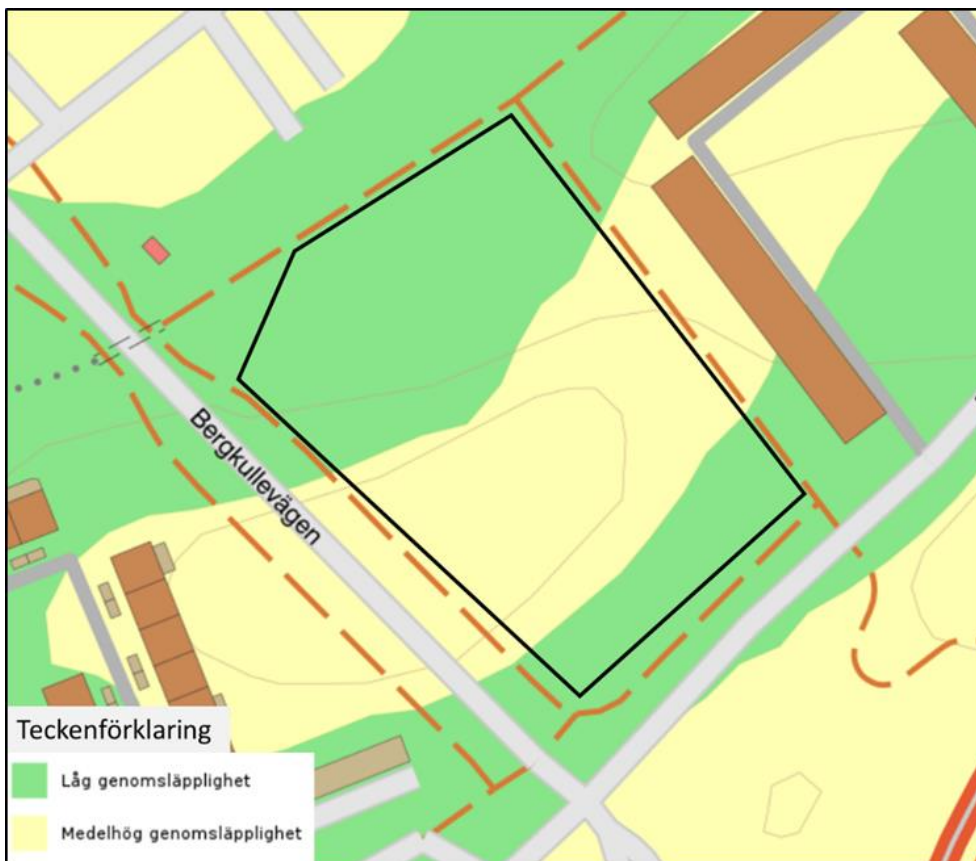 Bergkullevägen
Teckenförklaring
Låg genomsläpplighet
Medelhög genomsläpplighet